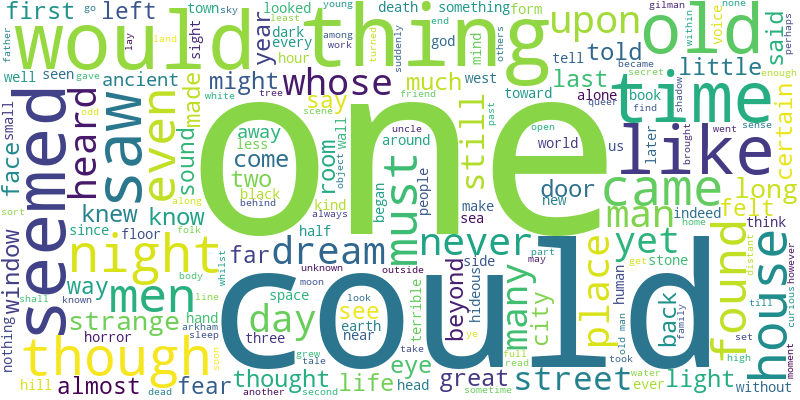 first
go
left
town
sky
looked
death
something
young
form
least
dark
every
mind
god
end
among
others
work
none
gilman
perhaps
within
father
would
thing
upon
old
said
voice
told
tell
little
became
secret
enough
land
lay
sight
year
hour
turned
suddenly
well
seen
gave
ancient
might
whose
much
west
last
toward
alone
queer
book
find
shadow
time
certain
white
tree
friend
made
say
scene
uncle
past
open
world
us
later
brought
went
sense
small
face
odd
seemed
heard
saw
even
sound
away
less
wall
around
still
one
like
come
room
object
two
black
behind
kind
always
began
must
people
make
sea
door
new
came
man
indeed
home
long
felt
think
sort
along
since
folk
knew
know
floor
half
window
night
far
dream
never
yet
part
may
get
stone
distant
till
however
curious
way
body
whilst
unknown
moon
outside
beyond
side
hideous
many
city
place
human
back
family
found
house
nothing
shall
known
men
line
space
day
look
see
earth
near
terrible
could
old man
took
set
strange
hand
arkham
horror
sleep
three
grew
tale
take
ye
full
read
high
moment
though
soon
thought
life
eye
head
great
street
water
ever
light
without
hill
almost
dead
fear
another
second
sometime